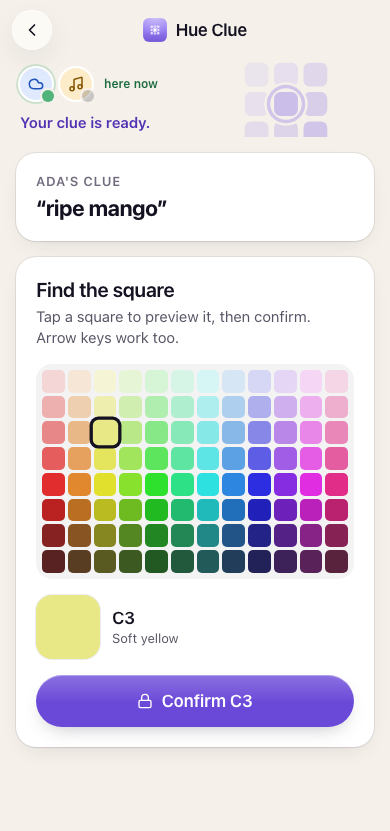 Hue Clue
here now
Your clue is ready.
ADA'S CLUE
“ripe mango”
Find the square
Tap a square to preview it, then confirm.
Arrow keys work too.
C3
Soft yellow
Confirm C3